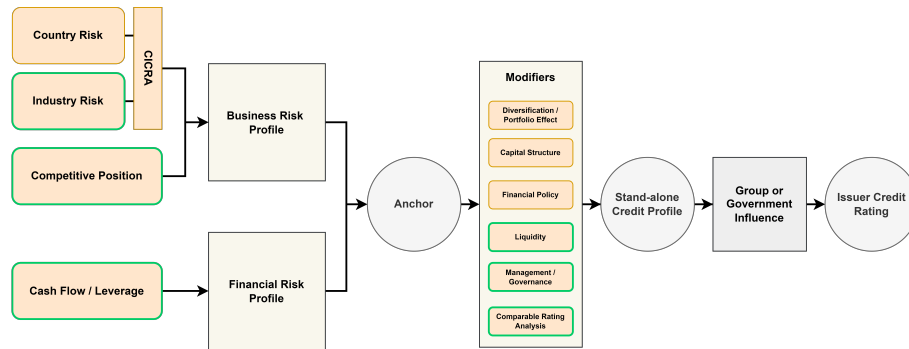 Country Risk
CICRA
Industry Risk
Competitive Position
Cash Flow / Leverage
Business Risk
Profile
Financial Risk
Profile
Anchor
Modifiers
Diversification /
Portfolio Effect
Capital Structure
Financial Policy
Liquidity
Management /
Governance
Comparable Rating
Analysis
Stand-alone
Credit Profile
Group or
Government
Influence
Issuer Credit
Rating